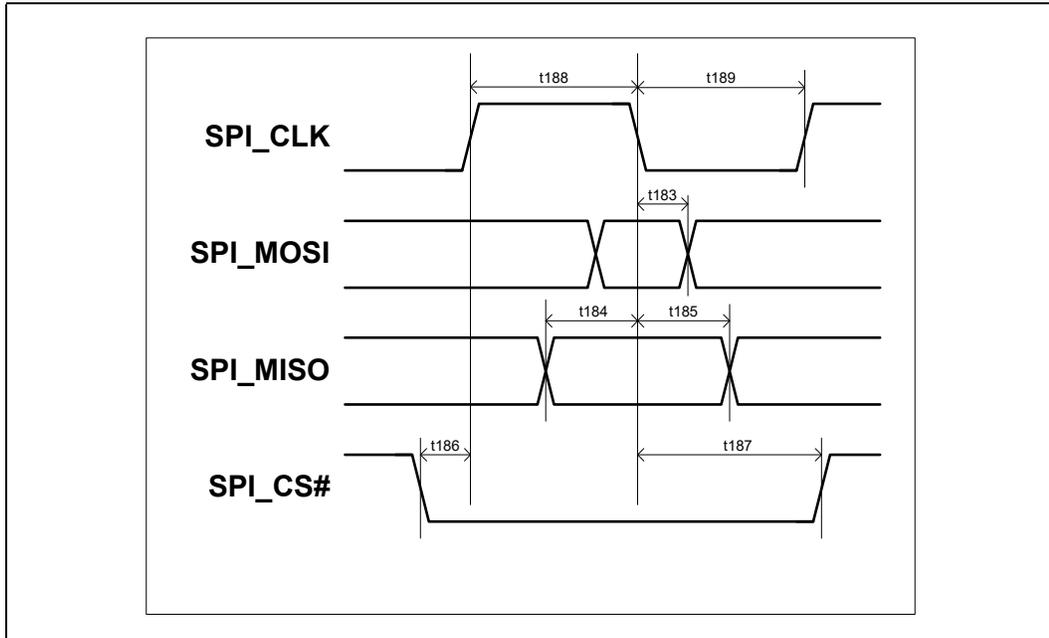 t188
t189
SPI_CLK
t183
SPI_MOSI
t184
t185
SPI_MISO
t186
t187
SPI_CS#